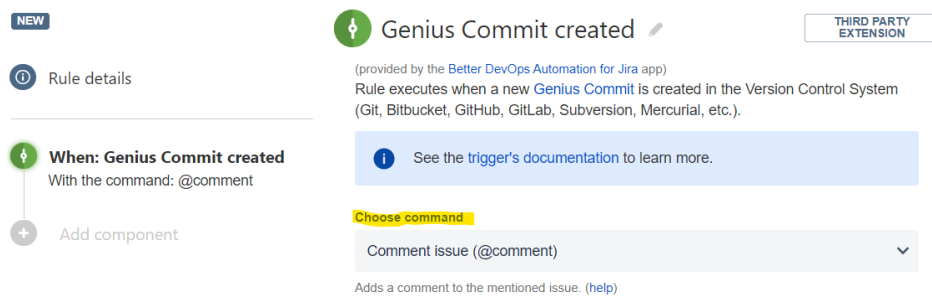 NEW
Rule details
When: Genius Commit created
With the command: @comment
Add component
Genius Commit created
THIRD PARTY
EXTENSION
(provided by the Better DevOps Automation for Jira app)
Rule executes when a new Genius Commit is created in the Version Control System
(Git, Bitbucket, GitHub, GitLab, Subversion, Mercurial, etc.).
See the trigger's documentation to learn more.
Choose command
Comment issue (@comment)
Adds a comment to the mentioned issue. (help)